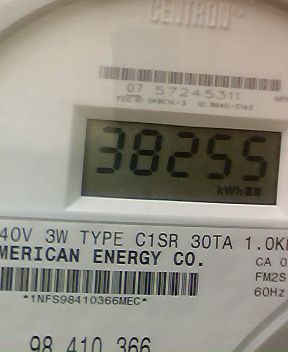 CENTRON®
07 57245311
38255
kWh
40V 3W TYPE C1SR 30TA 1.0K
MERICAN ENERGY CO.
CA 0
FM2S
*1NFS98410366MEC*
60Hz
98 410 366